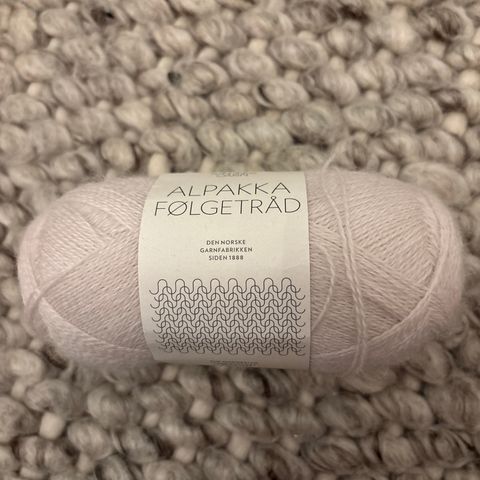 ALPAKKA
FØLGETRÅD
DEN NORSKE
GARNFABRIKKEN
SIDEN 1888